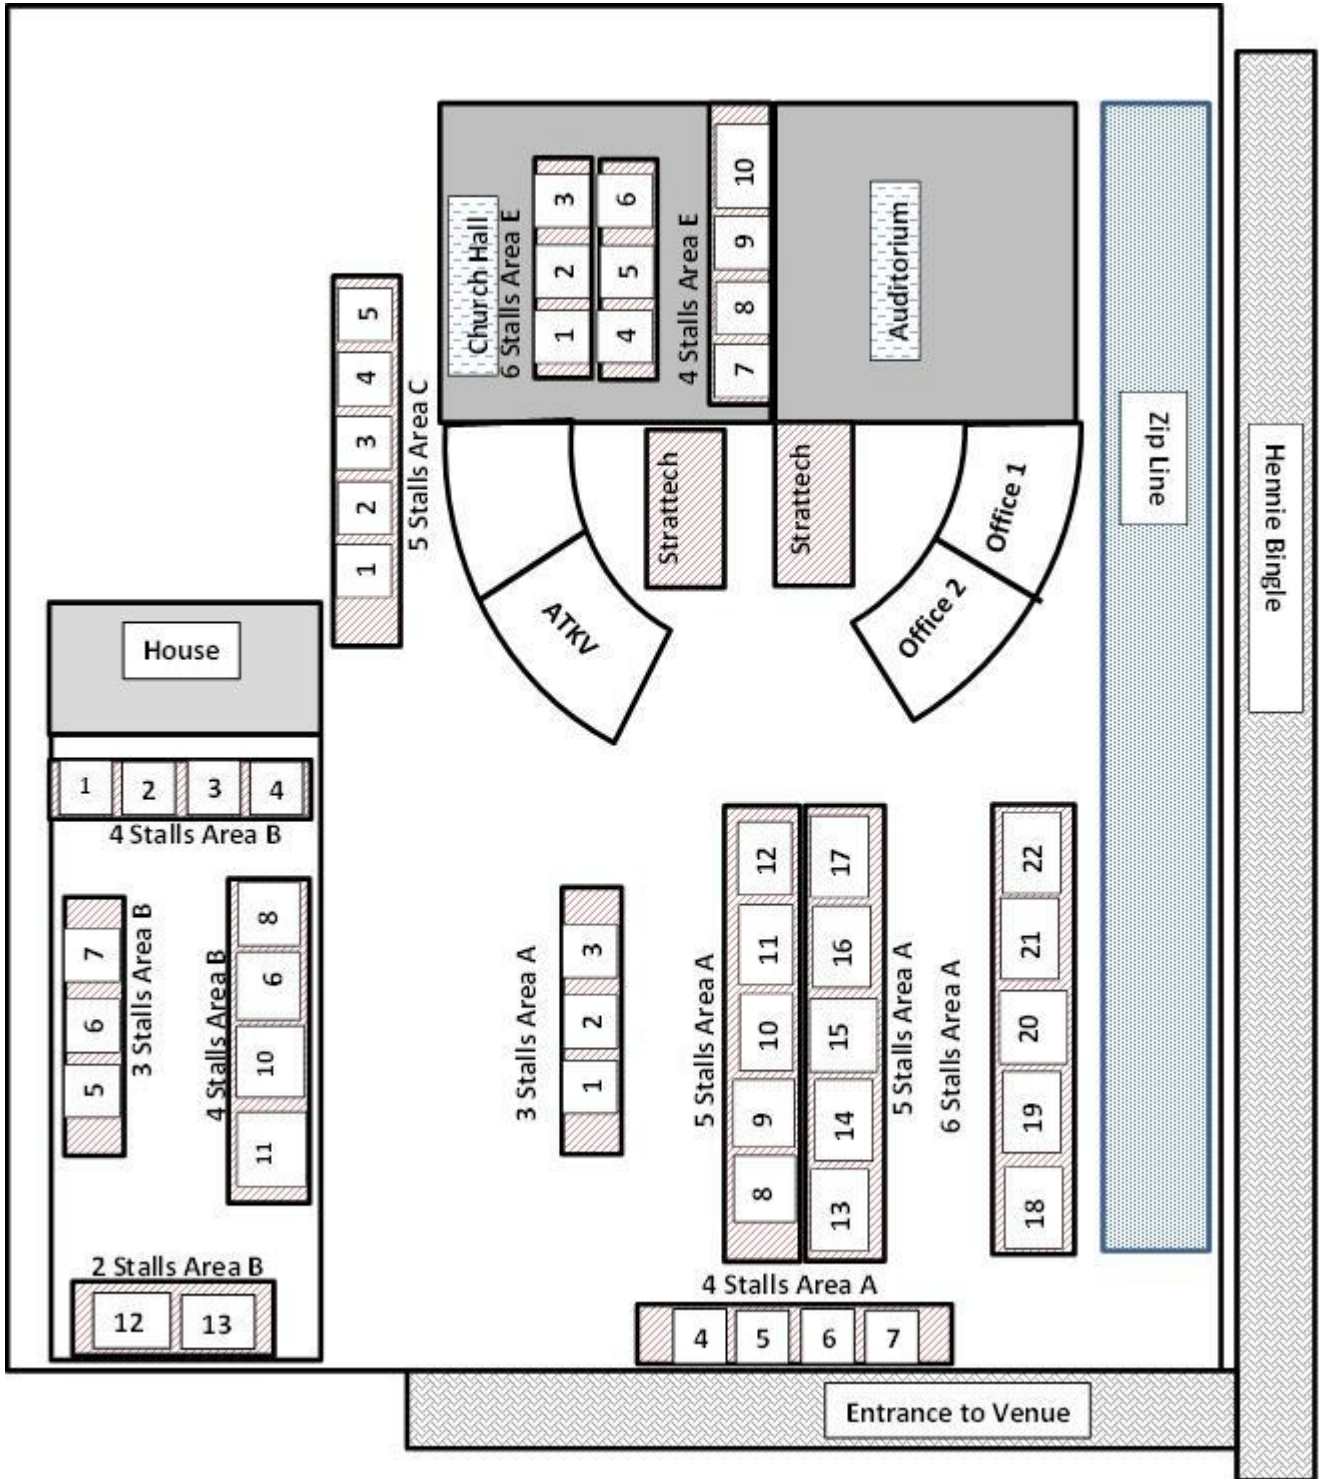 Church Hall
6 Stalls Area E
1
2
3
4
5
6
4 Stalls Area E
7
8
9
10
Auditorium
Zip Line
Hennie Bingle
5 Stalls Area C
1
2
3
4
5
Strattech
Strattech
ATKV
Office 1
Office 2
House
1
2
3
4
4 Stalls Area B
5
6
7
3 Stalls Area B
4 Stalls Area B
8
6
10
11
2 Stalls Area B
12
13
3 Stalls Area A
1
2
3
5 Stalls Area A
8
9
10
11
12
13
14
15
16
17
5 Stalls Area A
6 Stalls Area A
18
19
20
21
22
4 Stalls Area A
4
5
6
7
Entrance to Venue